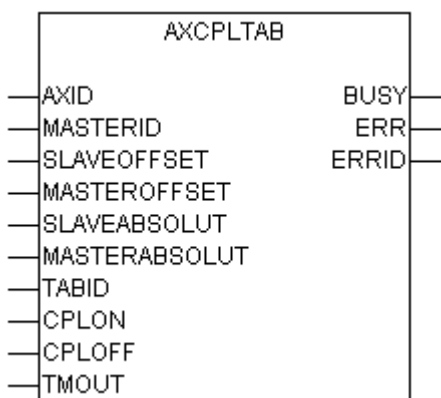 AXCPLTAB
AXID BUSY
MASTERID ERR
SLAVEOFFSET ERRID
MASTEROFFSET
SLAVEABSOLUT
MASTERABSOLUT
TABID
CPLON
CPLOFF
TMOUT